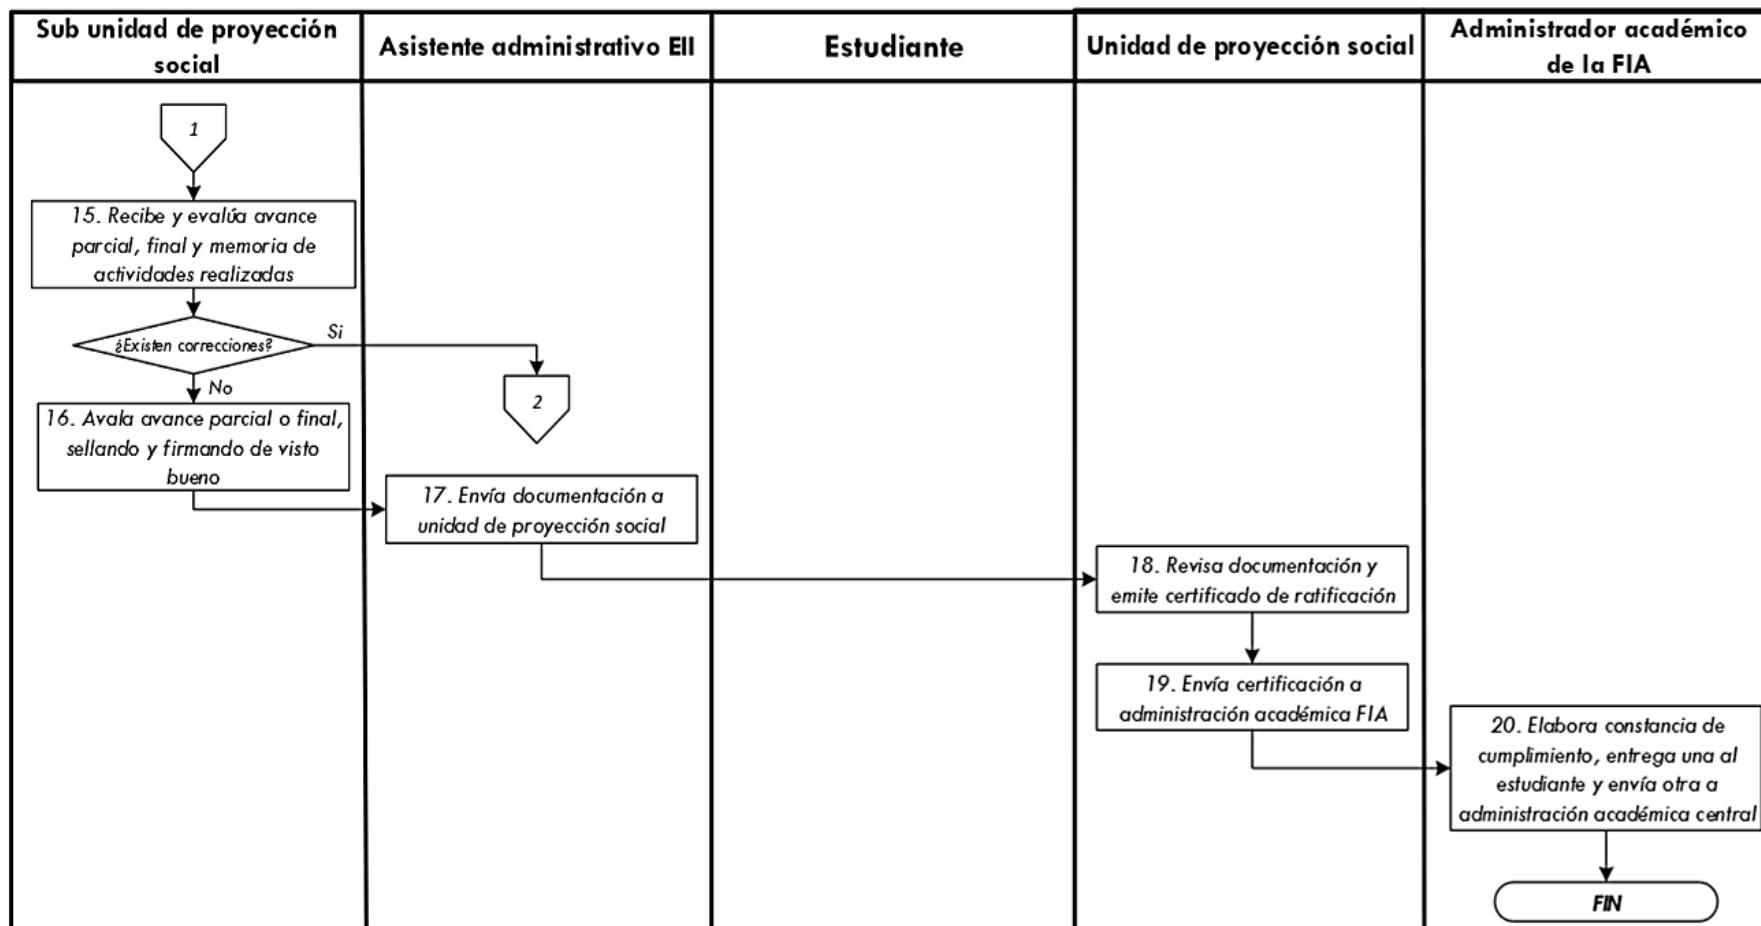 Sub unidad de proyección
social
Asistente administrativo EII
Estudiante
Unidad de proyección social
Administrador académico
de la FIA
1
15. Recibe y evalúa avance
parcial, final y memoria de
actividades realizadas
¿Existen correcciones?
Si
No
2
16. Avala avance parcial o final,
sellando y firmando de visto
bueno
17. Envía documentación a
unidad de proyección social
18. Revisa documentación y
emite certificado de ratificación
19. Envía certificación a
administración académica FIA
20. Elabora constancia de
cumplimiento, entrega una al
estudiante y envía otra a
administración académica central
FIN